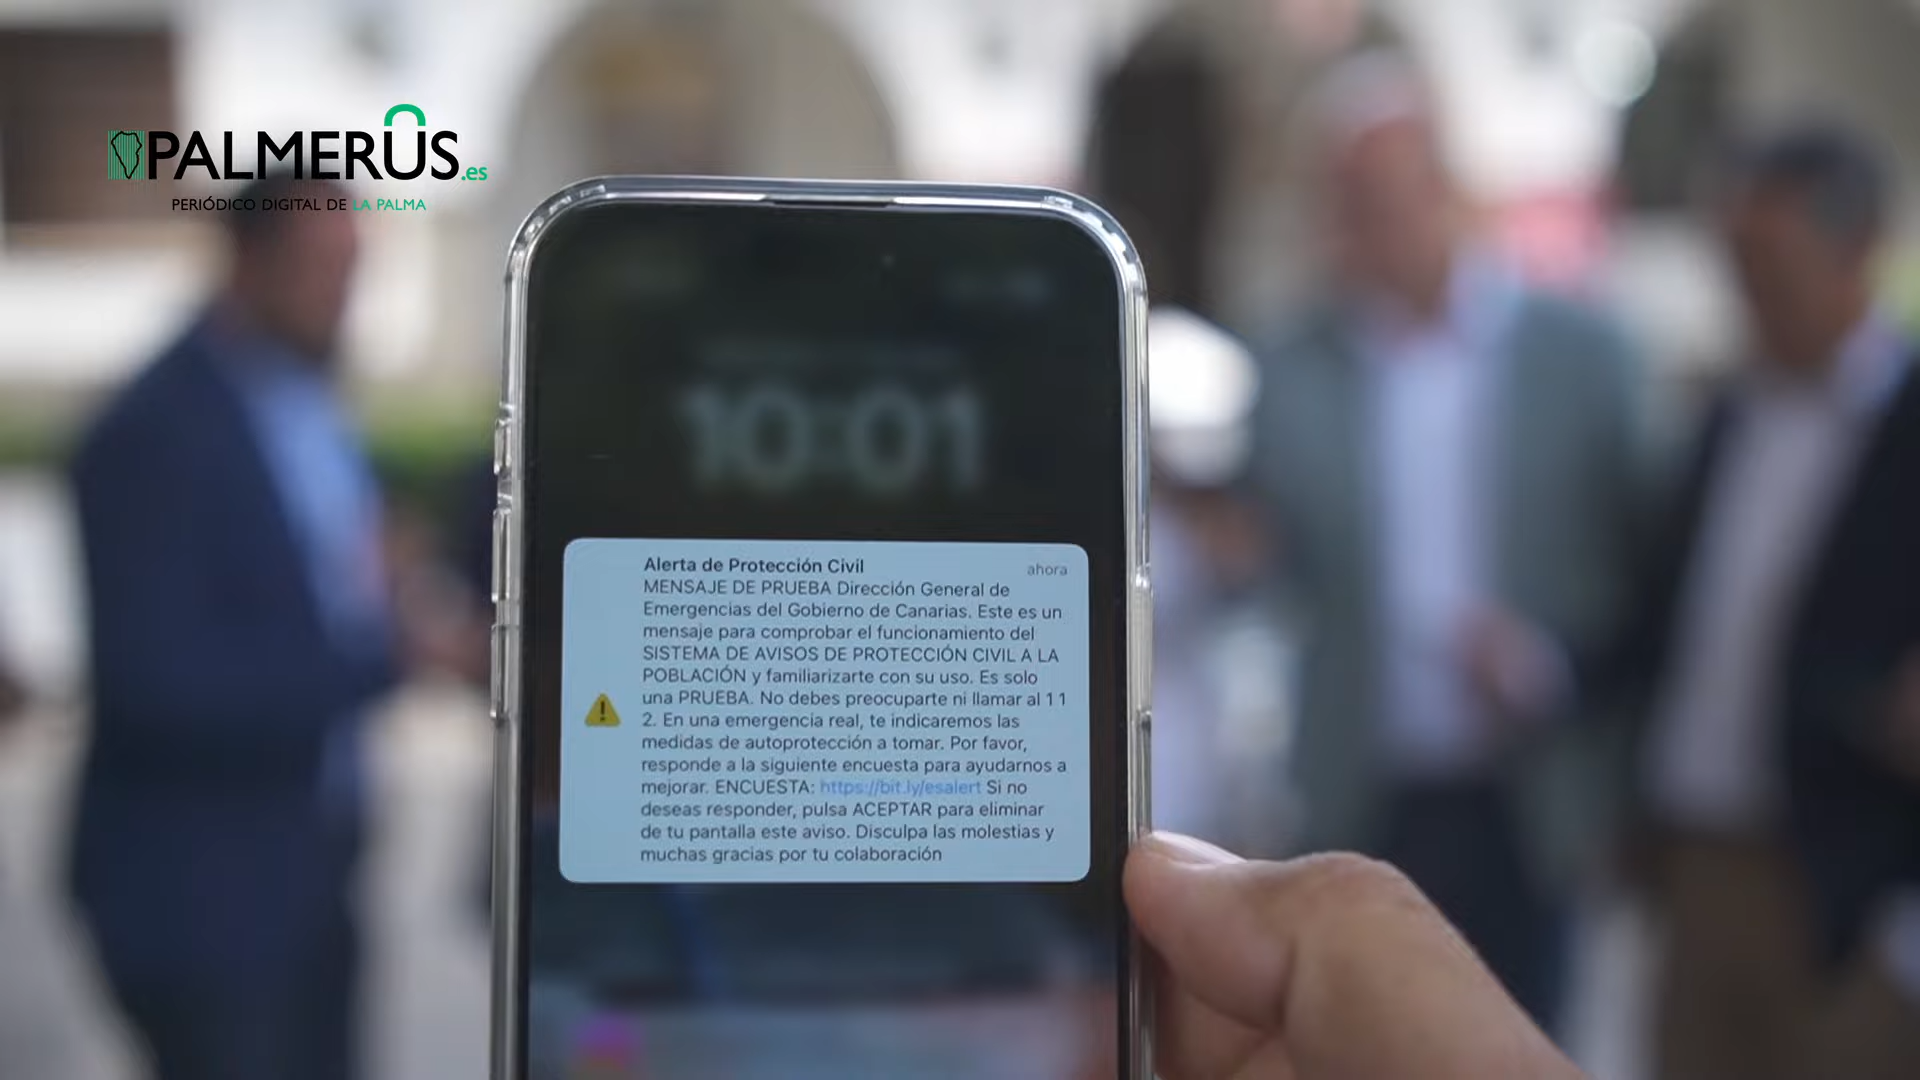 PALMERUS.es
PERIÓDICO DIGITAL DE LA PALMA
10:01
Alerta de Protección Civil
ahora
MENSAJE DE PRUEBA Dirección General de
Emergencias del Gobierno de Canarias. Este es un
mensaje para comprobar el funcionamiento del
SISTEMA DE AVISOS DE PROTECCIÓN CIVIL A LA
POBLACIÓN y familiarizarte con su uso. Es solo
una PRUEBA. No debes preocuparte ni llamar al 1 1
2. En una emergencia real, te indicaremos las
medidas de autoprotección a tomar. Por favor,
responde a la siguiente encuesta para ayudarnos a
mejorar. ENCUESTA: https://bit.ly/esalert Si no
deseas responder, pulsa ACEPTAR para eliminar
de tu pantalla este aviso. Disculpa las molestias y
muchas gracias por tu colaboración